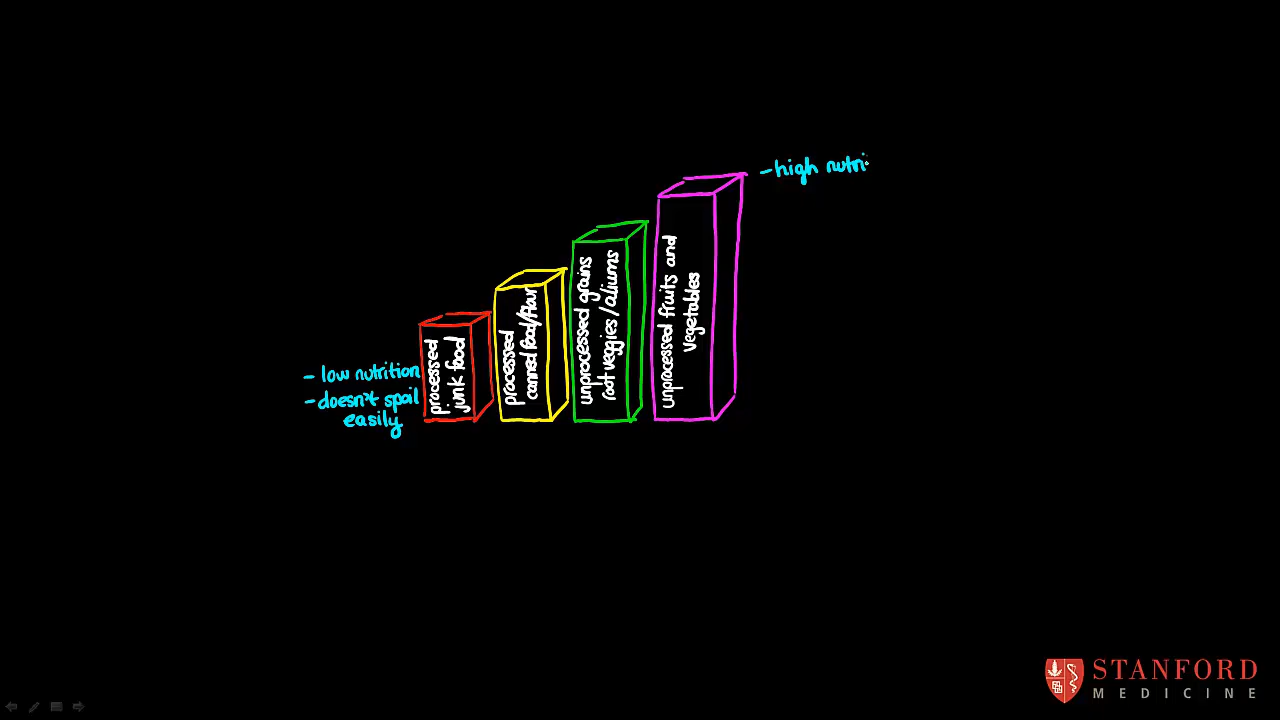 -high nutri
- low nutrition
- doesn't spoil
easily
processed
junk food
processed
canned food/flour
unprocessed grains
root veggies/aliums
unprocessed fruits and
vegetables
STANFORD
MEDICINE